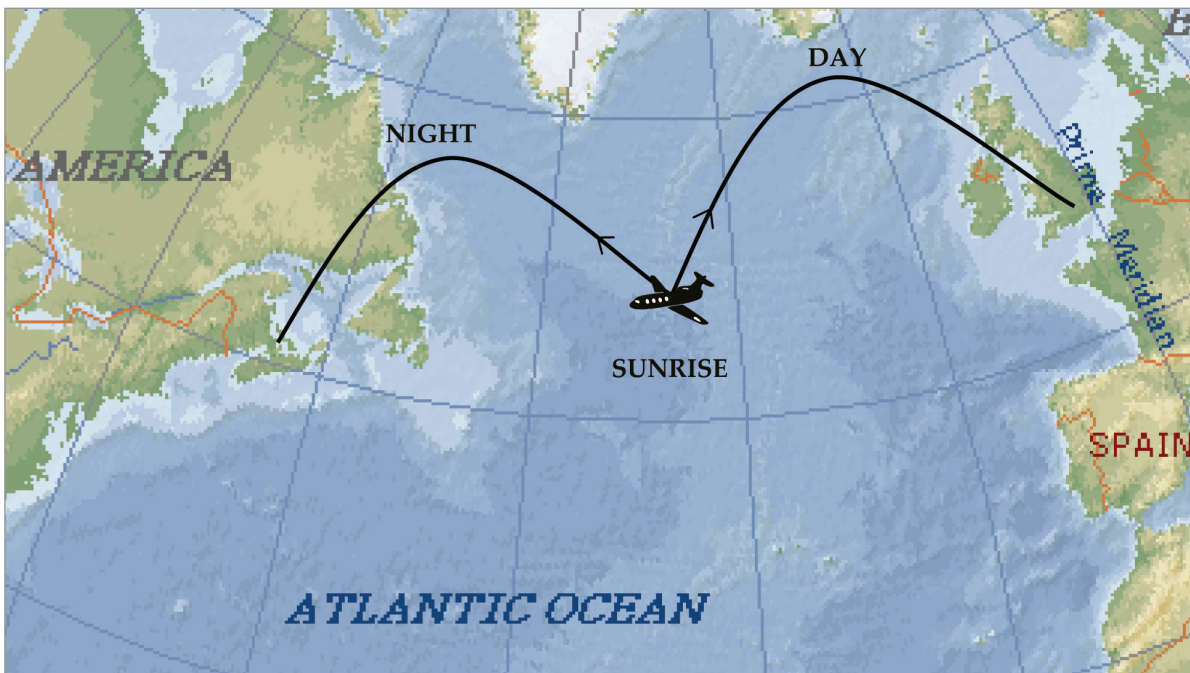 DAY
NIGHT
AMERICA
Prime
Meridian
SUNRISE
SPAIN
ATLANTIC OCEAN